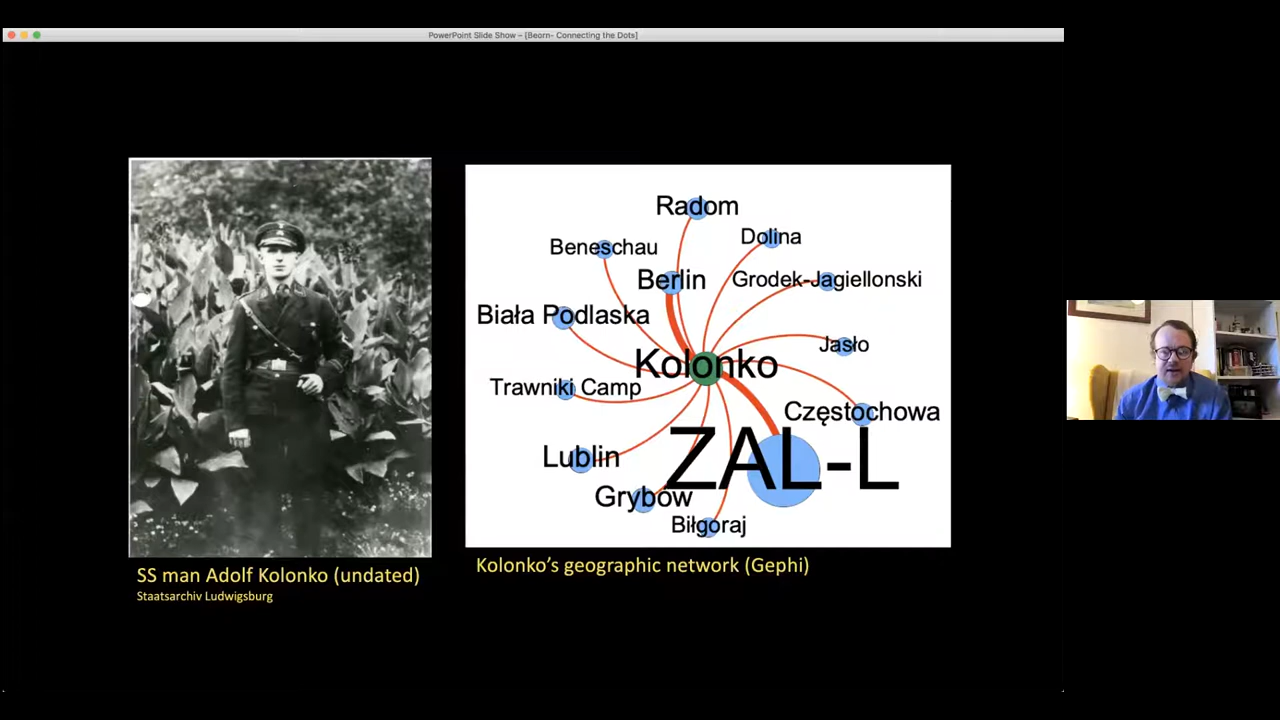 PowerPoint Slide Show – [Beorn- Connecting the Dots]
Radom
Dolina
Beneschau
Berlin
Grodek-Jagiellonski
Biała Podlaska
Jasło
Kolonko
Trawniki Camp
Częstochowa
ZAL-L
Lublin
Grybów
Biłgoraj
SS man Adolf Kolonko (undated)
Staatsarchiv Ludwigsburg
Kolonko’s geographic network (Gephi)